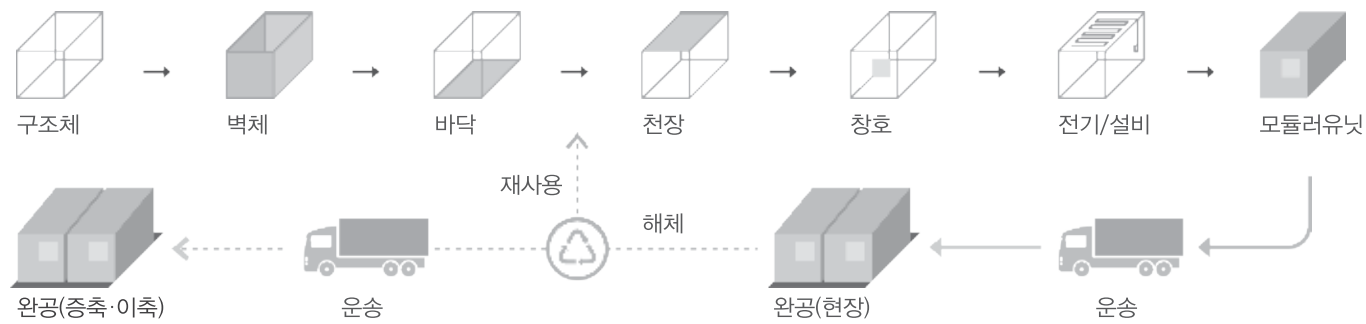 구조체
벽체
바닥
천장
창호
전기/설비
모듈러유닛
재사용
해체
완공(증축·이축)
운송
완공(현장)
운송